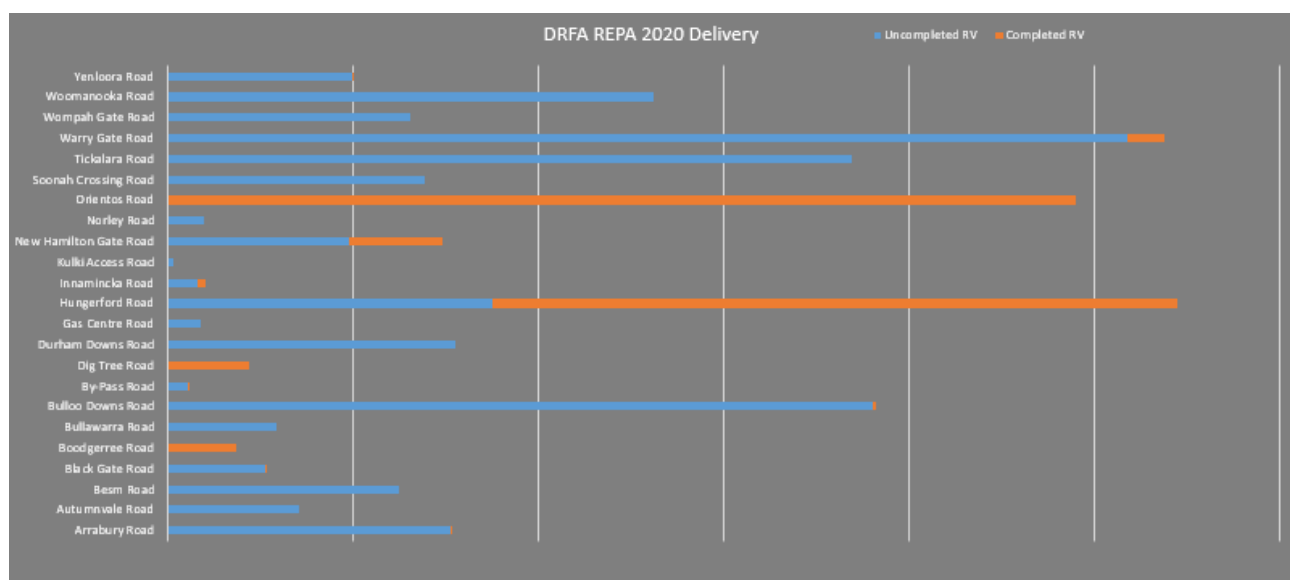 DRFA REPA 2020 Delivery
Uncompleted RV Completed RV
Yenloora Road
Woomanooka Road
Wompah Gate Road
Warry Gate Road
Tickalara Road
Soonah Crossing Road
Orientos Road
Norley Road
New Hamilton Gate Road
Kulki Access Road
Innamincka Road
Hungerford Road
Gas Centre Road
Durham Downs Road
Dig Tree Road
By-Pass Road
Bulloo Downs Road
Bullawarra Road
Boodgerree Road
Black Gate Road
Besm Road
Autumnvale Road
Arrabury Road